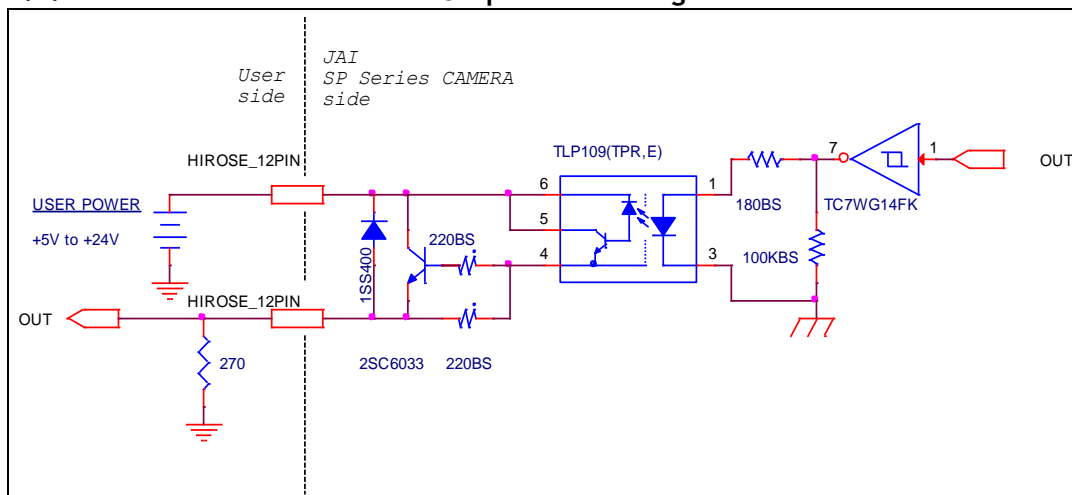 User
side
JAI
SP Series CAMERA
side
HIROSE_12PIN
TLP109(TPR,E)
USER POWER
+5V to +24V
6
5
4
1
3
180BS
7
1
OUT
TC7WG14FK
100KBS
1SS400
220BS
HIROSE_12PIN
OUT
270
2SC6033
220BS